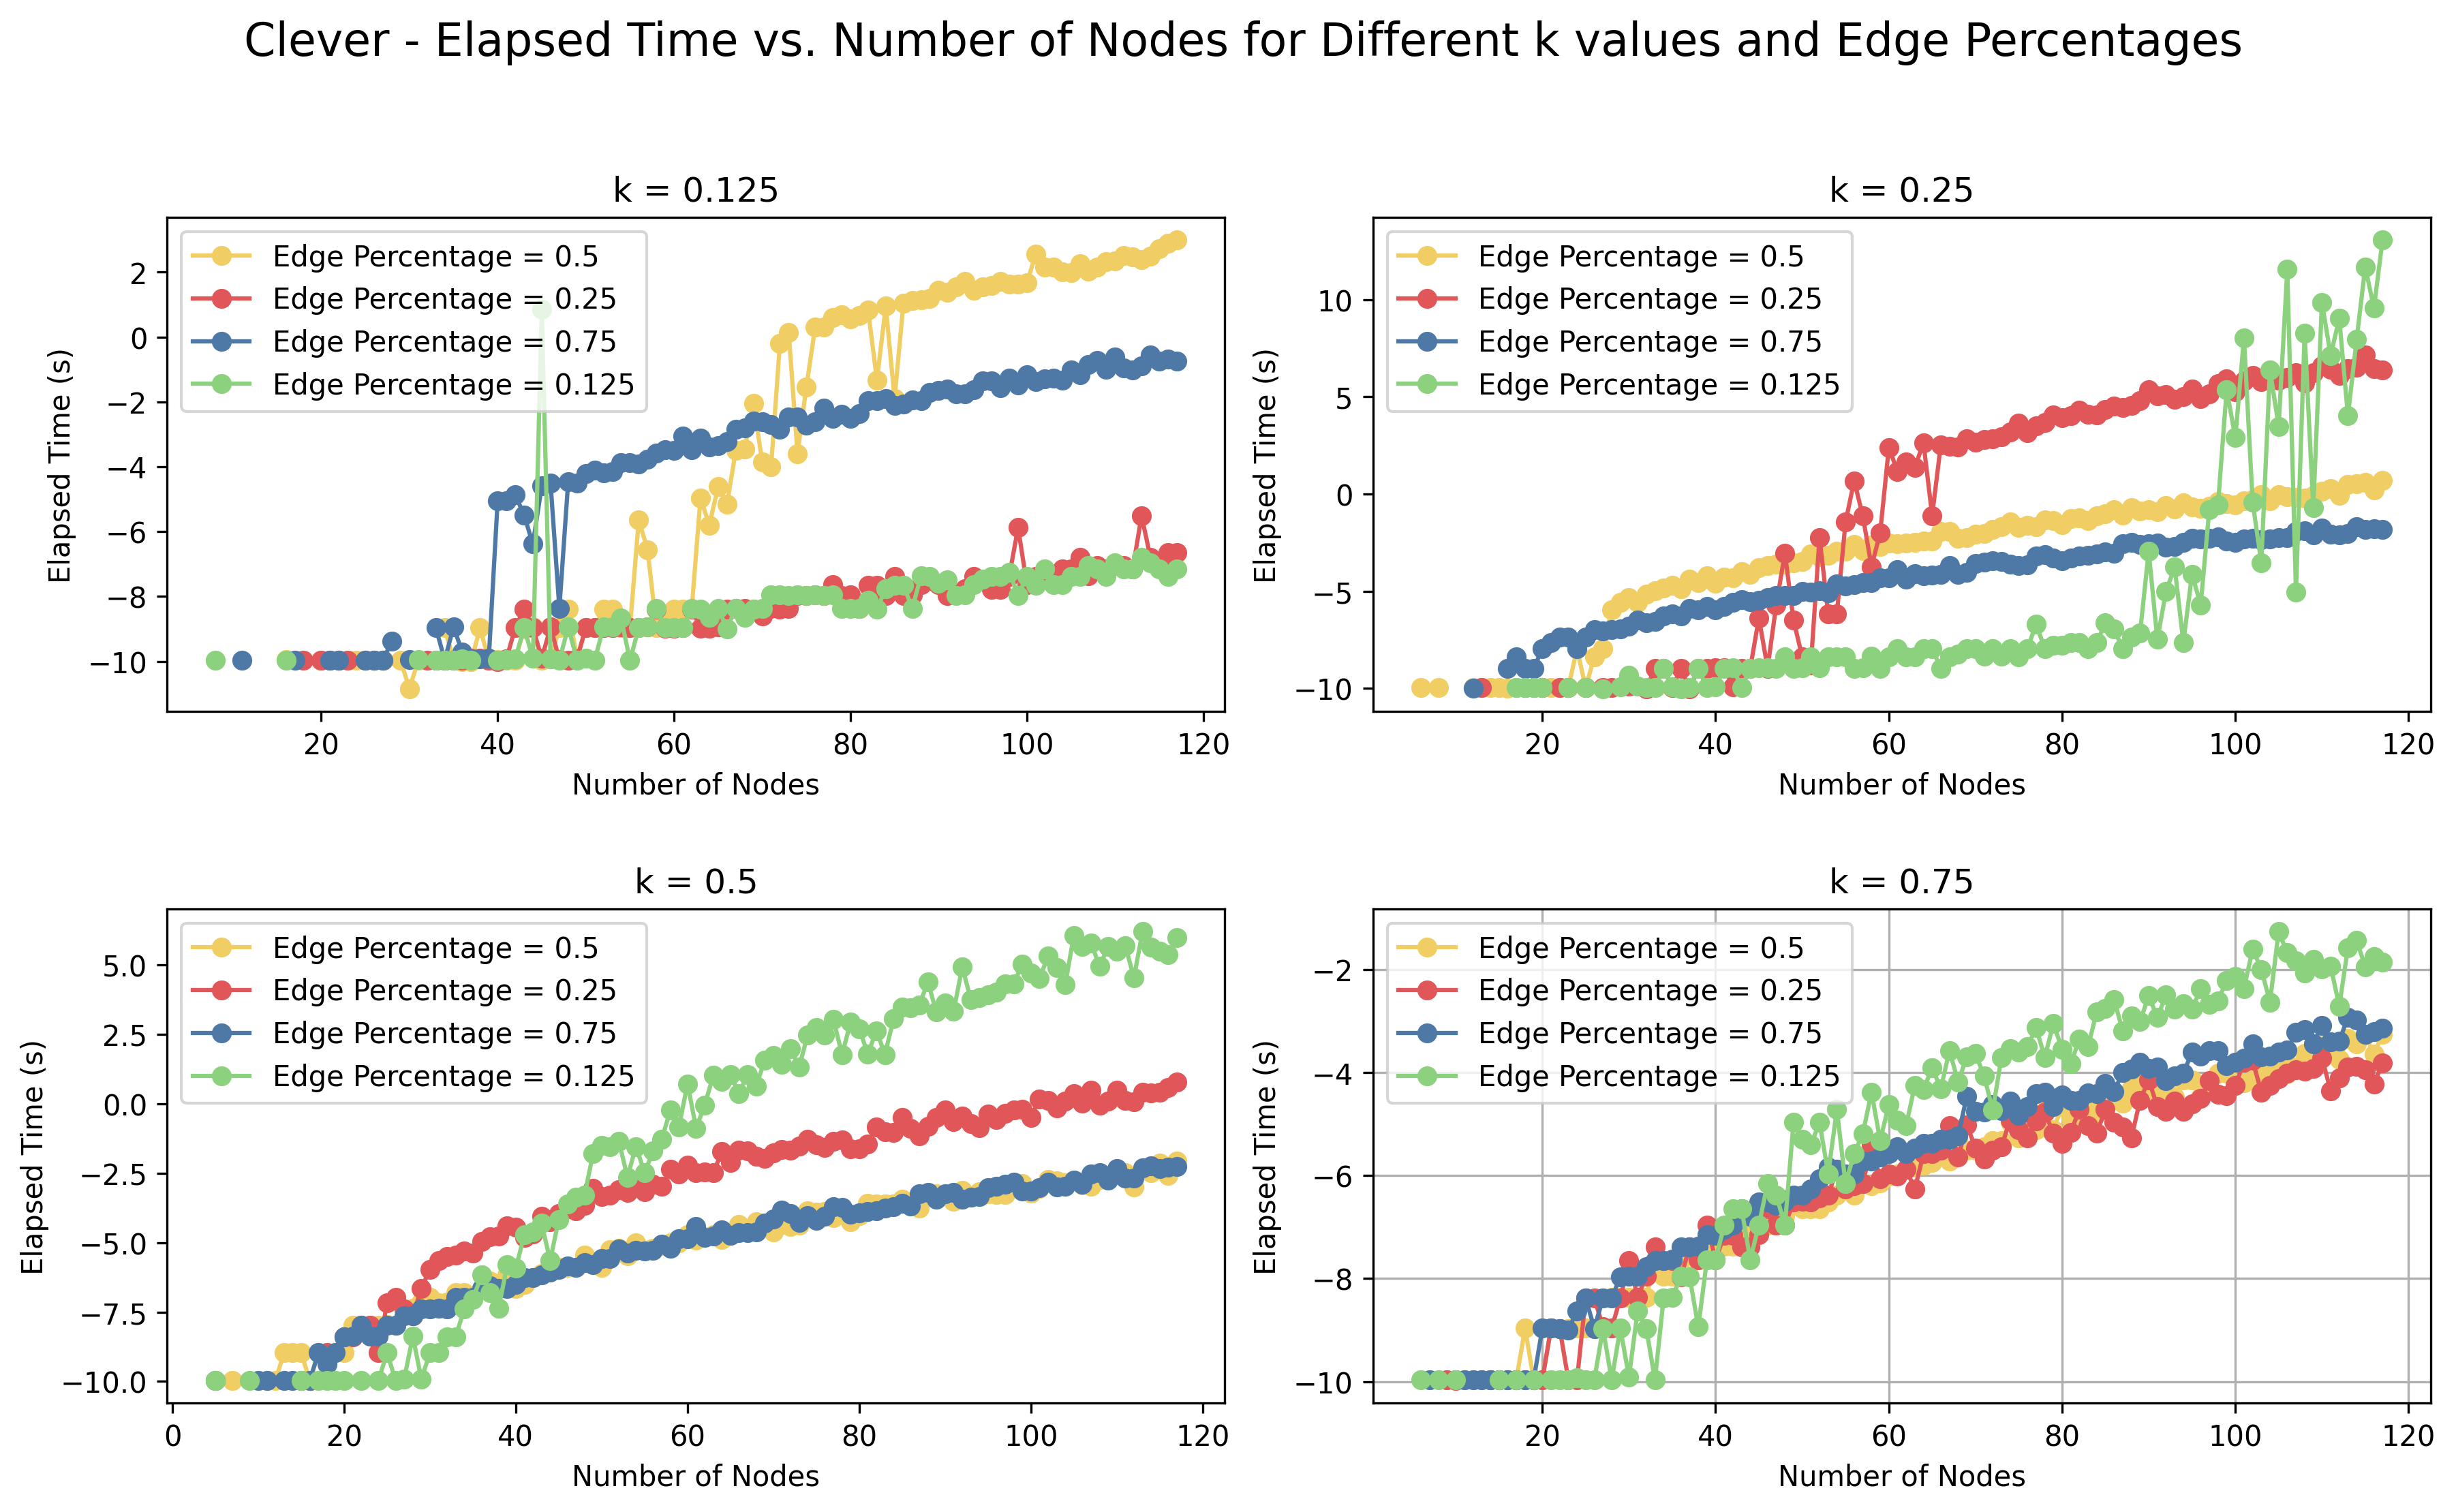 Clever - Elapsed Time vs. Number of Nodes for Different k values and Edge Percentages
k = 0.125
Edge Percentage = 0.5
Edge Percentage = 0.25
Edge Percentage = 0.75
Edge Percentage = 0.125
Elapsed Time (s)
2
0
−2
−4
−6
−8
−10
20 40 60 80 100 120
Number of Nodes
k = 0.25
Edge Percentage = 0.5
Edge Percentage = 0.25
Edge Percentage = 0.75
Edge Percentage = 0.125
Elapsed Time (s)
10
5
0
−5
−10
20 40 60 80 100 120
Number of Nodes
k = 0.5
Edge Percentage = 0.5
Edge Percentage = 0.25
Edge Percentage = 0.75
Edge Percentage = 0.125
Elapsed Time (s)
5.0
2.5
0.0
−2.5
−5.0
−7.5
−10.0
0 20 40 60 80 100 120
Number of Nodes
k = 0.75
Edge Percentage = 0.5
Edge Percentage = 0.25
Edge Percentage = 0.75
Edge Percentage = 0.125
Elapsed Time (s)
−2
−4
−6
−8
−10
20 40 60 80 100 120
Number of Nodes